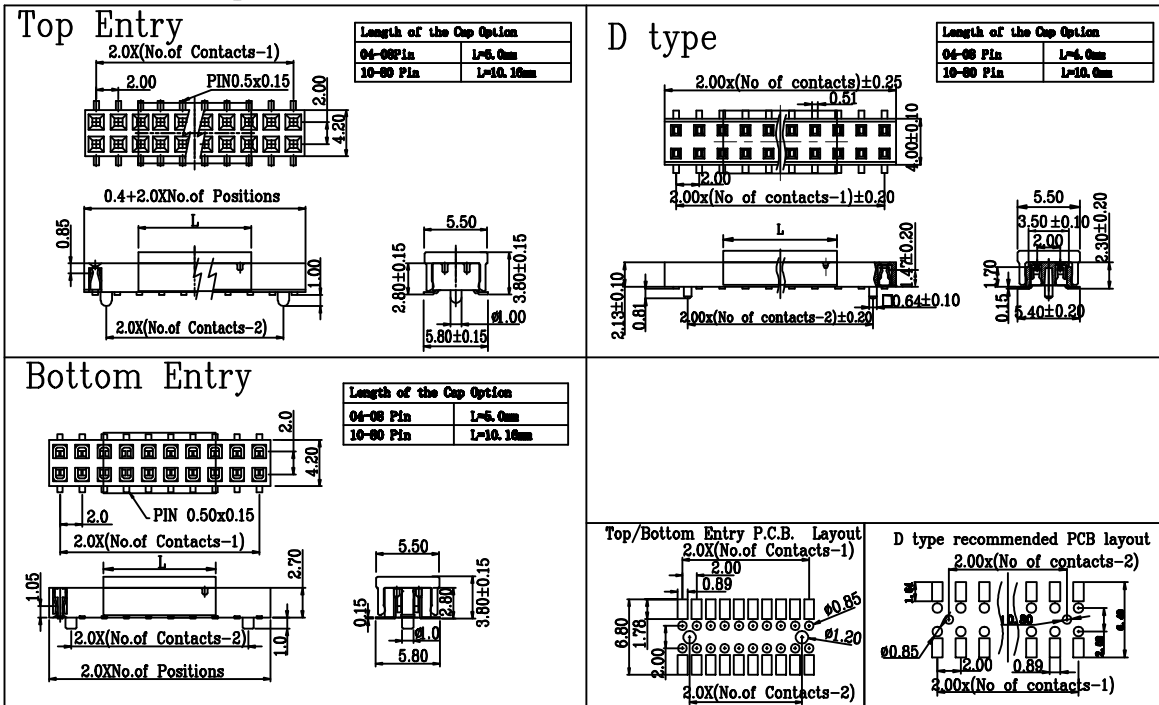 Top Entry
Length of the Cap Option
04-08Pin L=5.0mm
10-80 Pin L=10.16mm
2.0X(No.of Contacts-1)
2.00
PIN0.5x0.15
2.00
4.20
0.4+2.0XNo.of Positions
L
0.85
1.00
2.0X(No.of Contacts-2)
5.50
2.80±0.15
3.80±0.15
ø1.00
5.80±0.15
D type
Length of the Cap Option
04-08 Pin L=4.0mm
10-80 Pin L=10.0mm
2.00x(No of contacts)±0.25
0.51
4.00±0.10
2.00
2.00x(No of contacts-1)±0.20
L
1.47±0.20
2.13±0.10
0.81
□0.64±0.10
2.00x(No of contacts-2)±0.20
5.50
3.50±0.10
2.00
2.30±0.20
1.70
0.15
5.40±0.20
Bottom Entry
Length of the Cap Option
04-08 Pin L=5.0mm
10-80 Pin L=10.16mm
2.0
4.20
2.0
PIN 0.50x0.15
2.0X(No.of Contacts-1)
L
1.05
2.70
2.0X(No.of Contacts-2)
1.0
2.0XNo.of Positions
5.50
0.15
2.80
3.80±0.15
ø1.0
5.80
Top/Bottom Entry P.C.B. Layout
2.0X(No.of Contacts-1)
2.00
0.89
ø0.85
6.80
1.78
2.00
ø1.20
2.0X(No.of Contacts-2)
D type recommended PCB layout
2.00x(No of contacts-2)
ø0.85
2.00
0.89
2.00x(No of contacts-1)